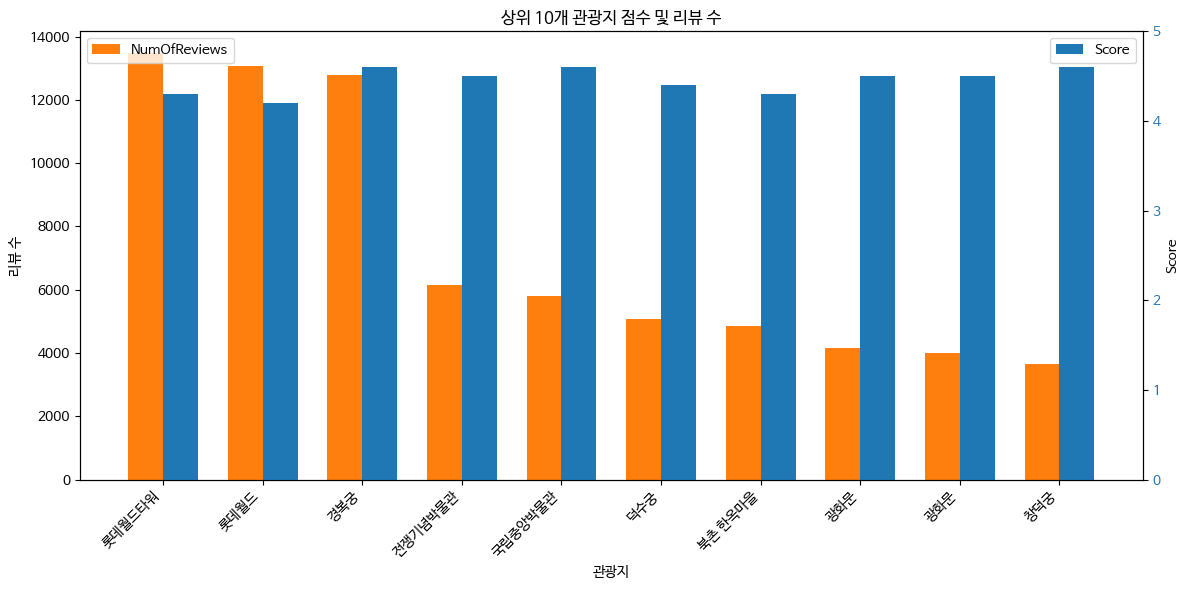 상위 10개 관광지 점수 및 리뷰 수
NumOfReviews
Score
14000
12000
10000
8000
6000
4000
2000
0
리뷰 수
5
4
3
2
1
0
Score
롯데월드타워
롯데월드
경복궁
전쟁기념박물관
국립중앙박물관
덕수궁
북촌 한옥마을
광화문
광화문
창덕궁
관광지